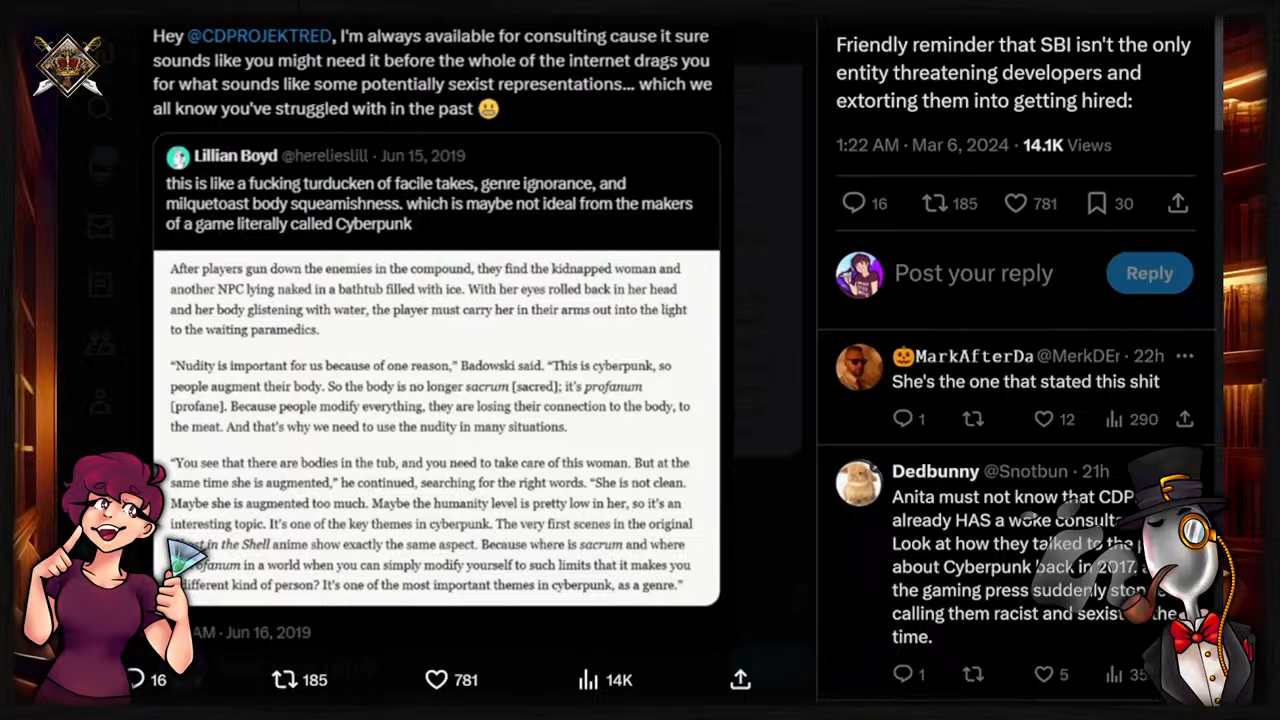 Hey @CDPROJEKTRED, I'm always available for consulting cause it sure
sounds like you might need it before the whole of the internet drags you
for what sounds like some potentially sexist representations... which we
all know you've struggled with in the past 😬
Lillian Boyd @herelieslill · Jun 15, 2019
this is like a fucking turducken of facile takes, genre ignorance, and
milquetoast body squeamishness. which is maybe not ideal from the makers
of a game literally called Cyberpunk
After players gun down the enemies in the compound, they find the kidnapped woman and
another NPC lying naked in a bathtub filled with ice. With her eyes rolled back in her head
and her body glistening with water, the player must carry her in their arms out into the light
to the waiting paramedics.
“Nudity is important for us because of one reason,” Badowski said. “This is cyberpunk, so
people augment their body. So the body is no longer sacrum [sacred]; it's profanum
[profane]. Because people modify everything, they are losing their connection to the body, to
the meat. And that's why we need to use the nudity in many situations.
“You see that there are bodies in the tub, and you need to take care of this woman. But at the
same time she is augmented,” he continued, searching for the right words. “She is not clean.
Maybe she is augmented too much. Maybe the humanity level is pretty low in her, so it's an
interesting topic. It's one of the key themes in cyberpunk. The very first scenes in the original
in the Shell anime show exactly the same aspect. Because where is sacrum and where
in a world when you can simply modify yourself to such limits that it makes you
different kind of person? It's one of the most important themes in cyberpunk, as a genre.”
AM · Jun 16, 2019
16 185 781 14K
Friendly reminder that SBI isn't the only
entity threatening developers and
extorting them into getting hired:
1:22 AM · Mar 6, 2024 · 14.1K Views
16 185 781 30
Post your reply Reply
🎃MarkAfterDa @MerkDEr · 22h ···
She's the one that stated this shit
1 12 290
Dedbunny @Snotbun · 21h
Anita must not know that CDP
already HAS a woke consult
Look at how they talked to the
about Cyberpunk back in 2017.
the gaming press suddenly stop
calling them racist and sexist the
time.
1 5 35